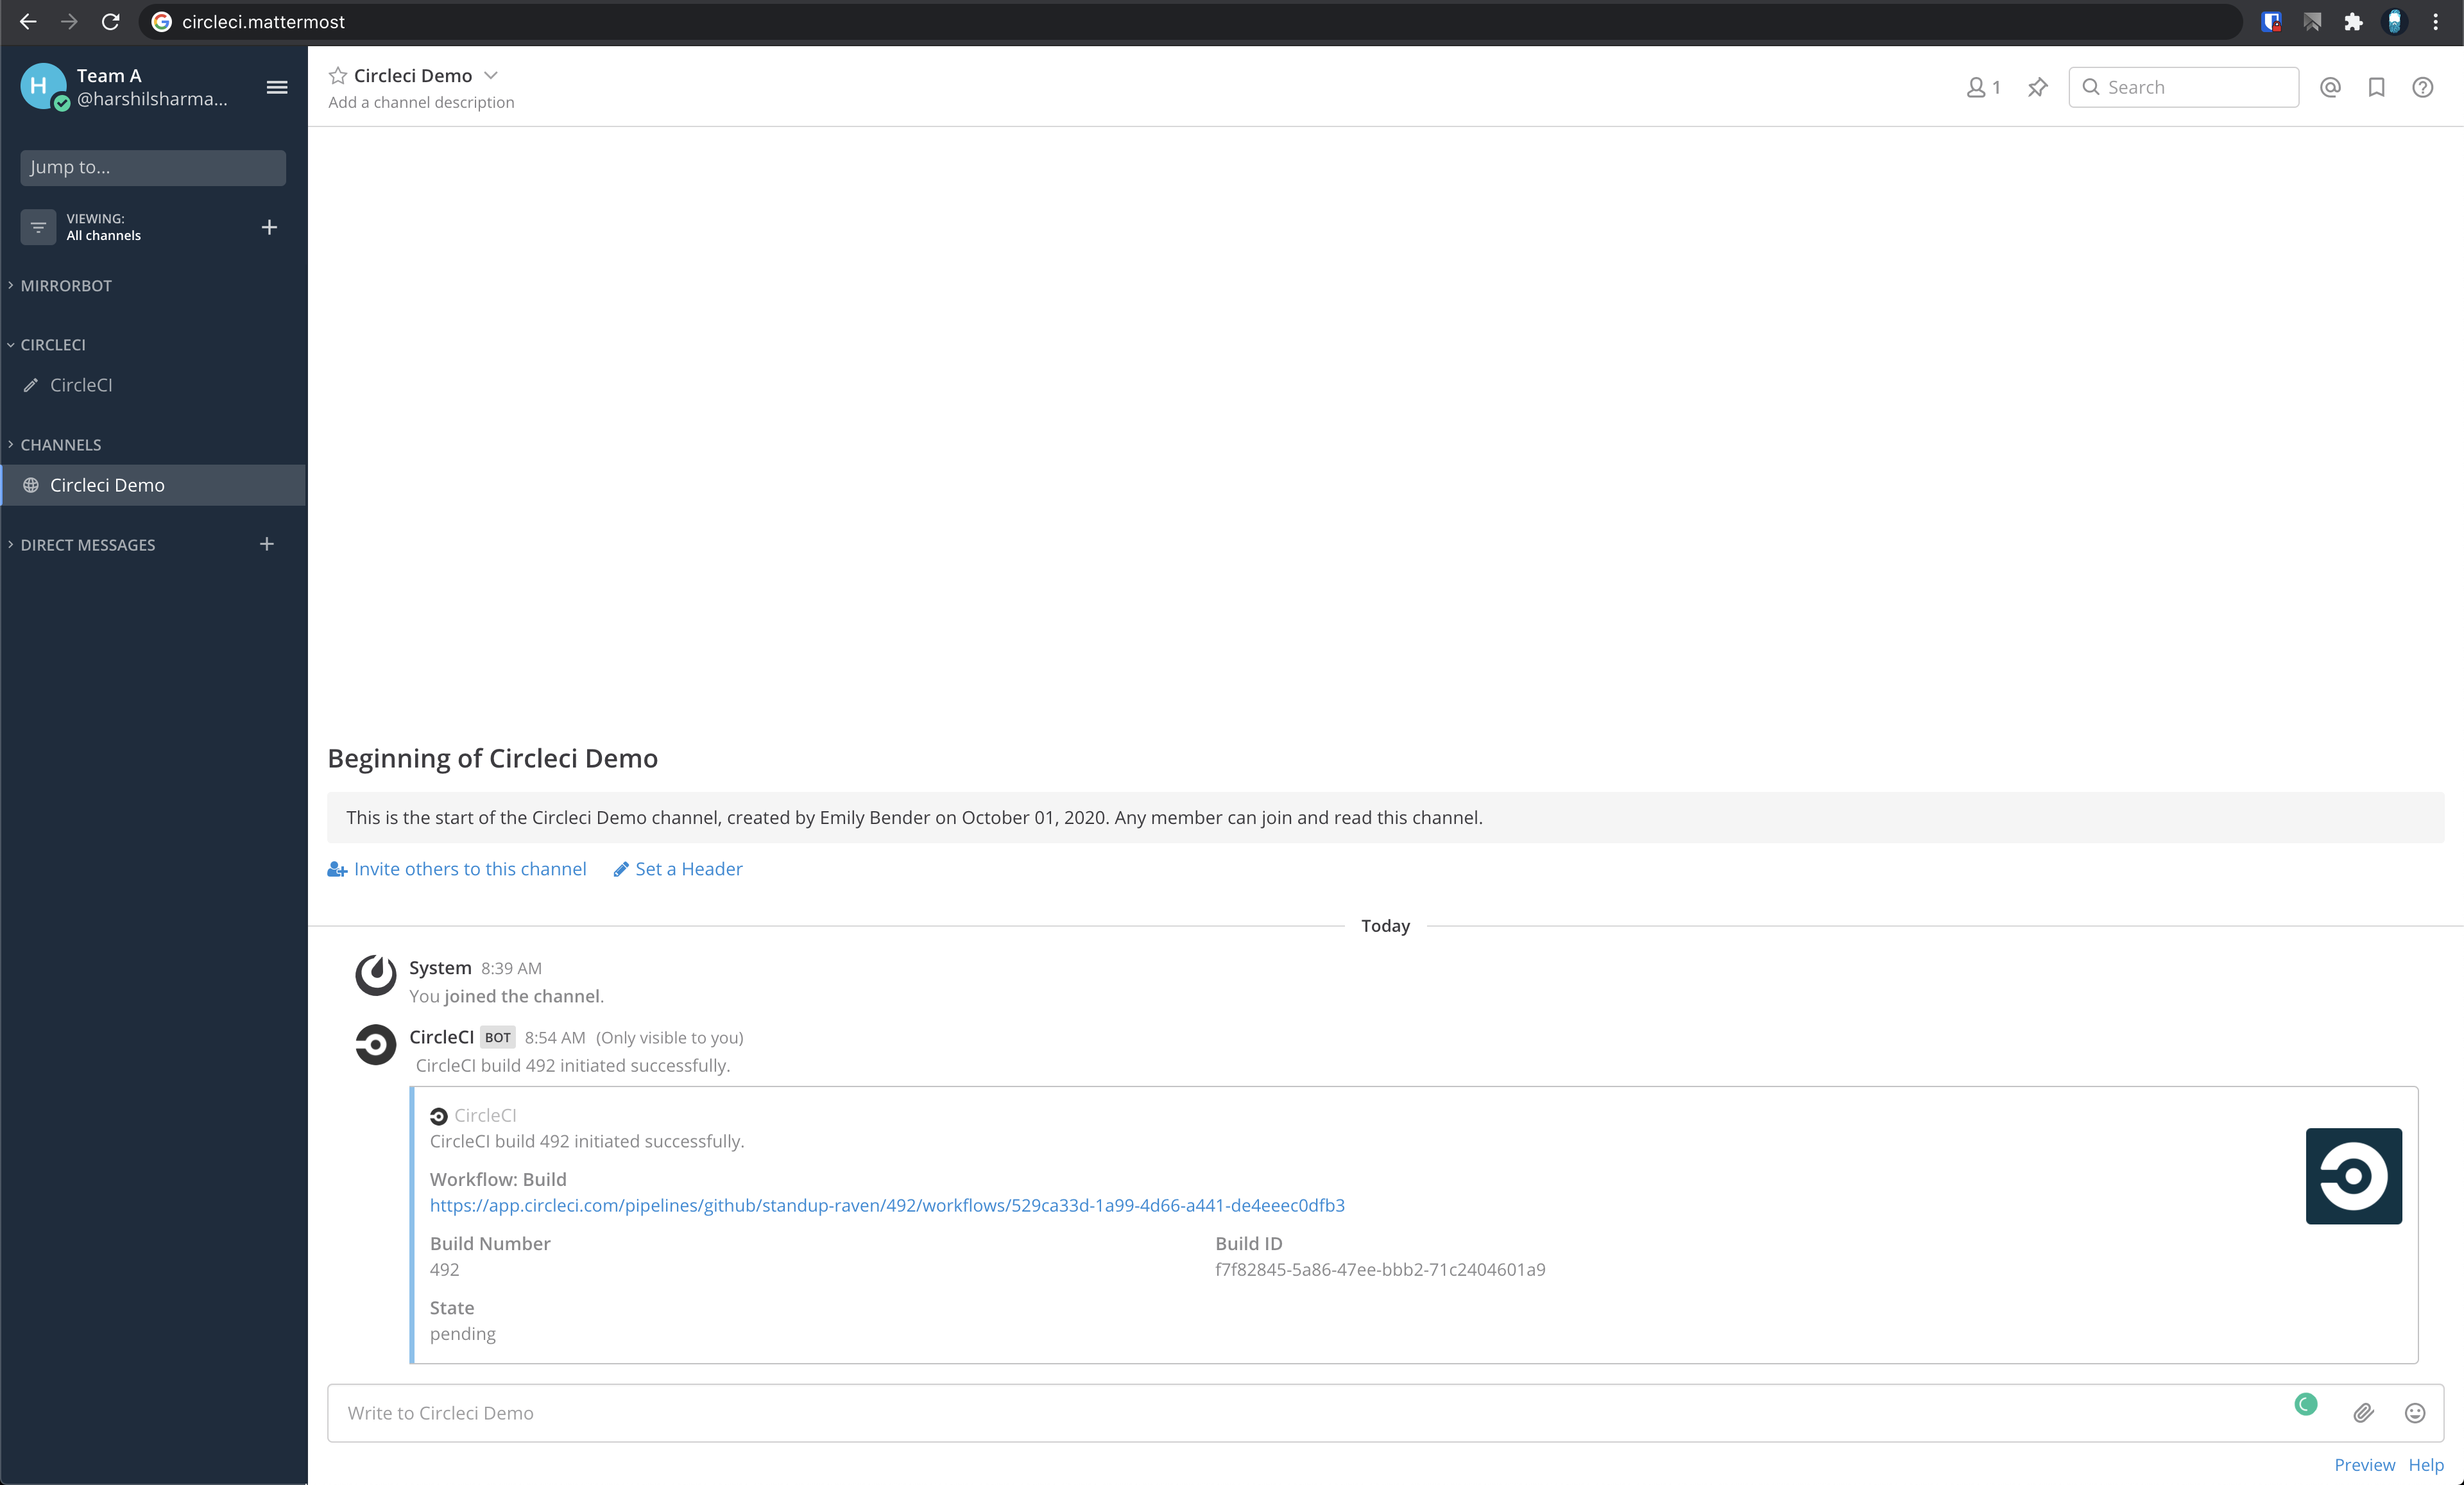 circleci.mattermost
H
Team A
@harshilsharma...
Jump to...
VIEWING:
All channels
MIRRORBOT
CIRCLECI
CircleCI
CHANNELS
Circleci Demo
DIRECT MESSAGES
Circleci Demo
Add a channel description
1
Search
Beginning of Circleci Demo
This is the start of the Circleci Demo channel, created by Emily Bender on October 01, 2020. Any member can join and read this channel.
Invite others to this channel
Set a Header
Today
System 8:39 AM
You joined the channel.
CircleCI BOT 8:54 AM (Only visible to you)
CircleCI build 492 initiated successfully.
CircleCI
CircleCI build 492 initiated successfully.
Workflow: Build
https://app.circleci.com/pipelines/github/standup-raven/492/workflows/529ca33d-1a99-4d66-a441-de4eeec0dfb3
Build Number
492
Build ID
f7f82845-5a86-47ee-bbb2-71c2404601a9
State
pending
Write to Circleci Demo
Preview Help